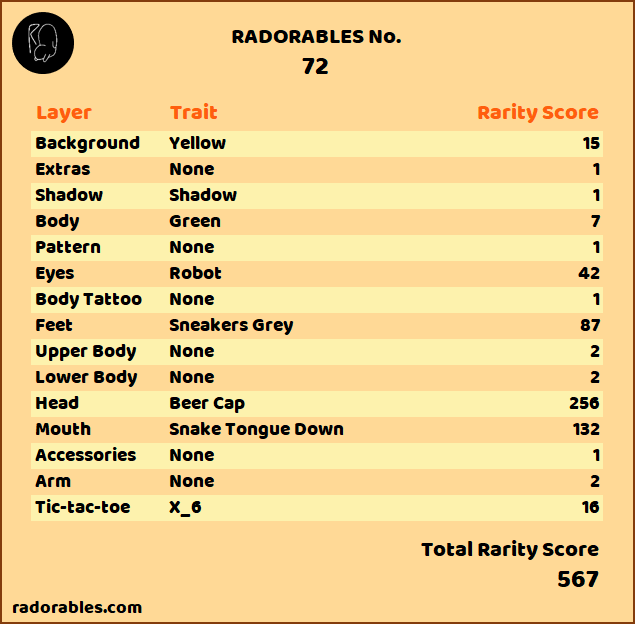 RADORABLES No.
72
Layer Trait Rarity Score
Background Yellow 15
Extras None 1
Shadow Shadow 1
Body Green 7
Pattern None 1
Eyes Robot 42
Body Tattoo None 1
Feet Sneakers Grey 87
Upper Body None 2
Lower Body None 2
Head Beer Cap 256
Mouth Snake Tongue Down 132
Accessories None 1
Arm None 2
Tic-tac-toe X_6 16
Total Rarity Score
567
radorables.com